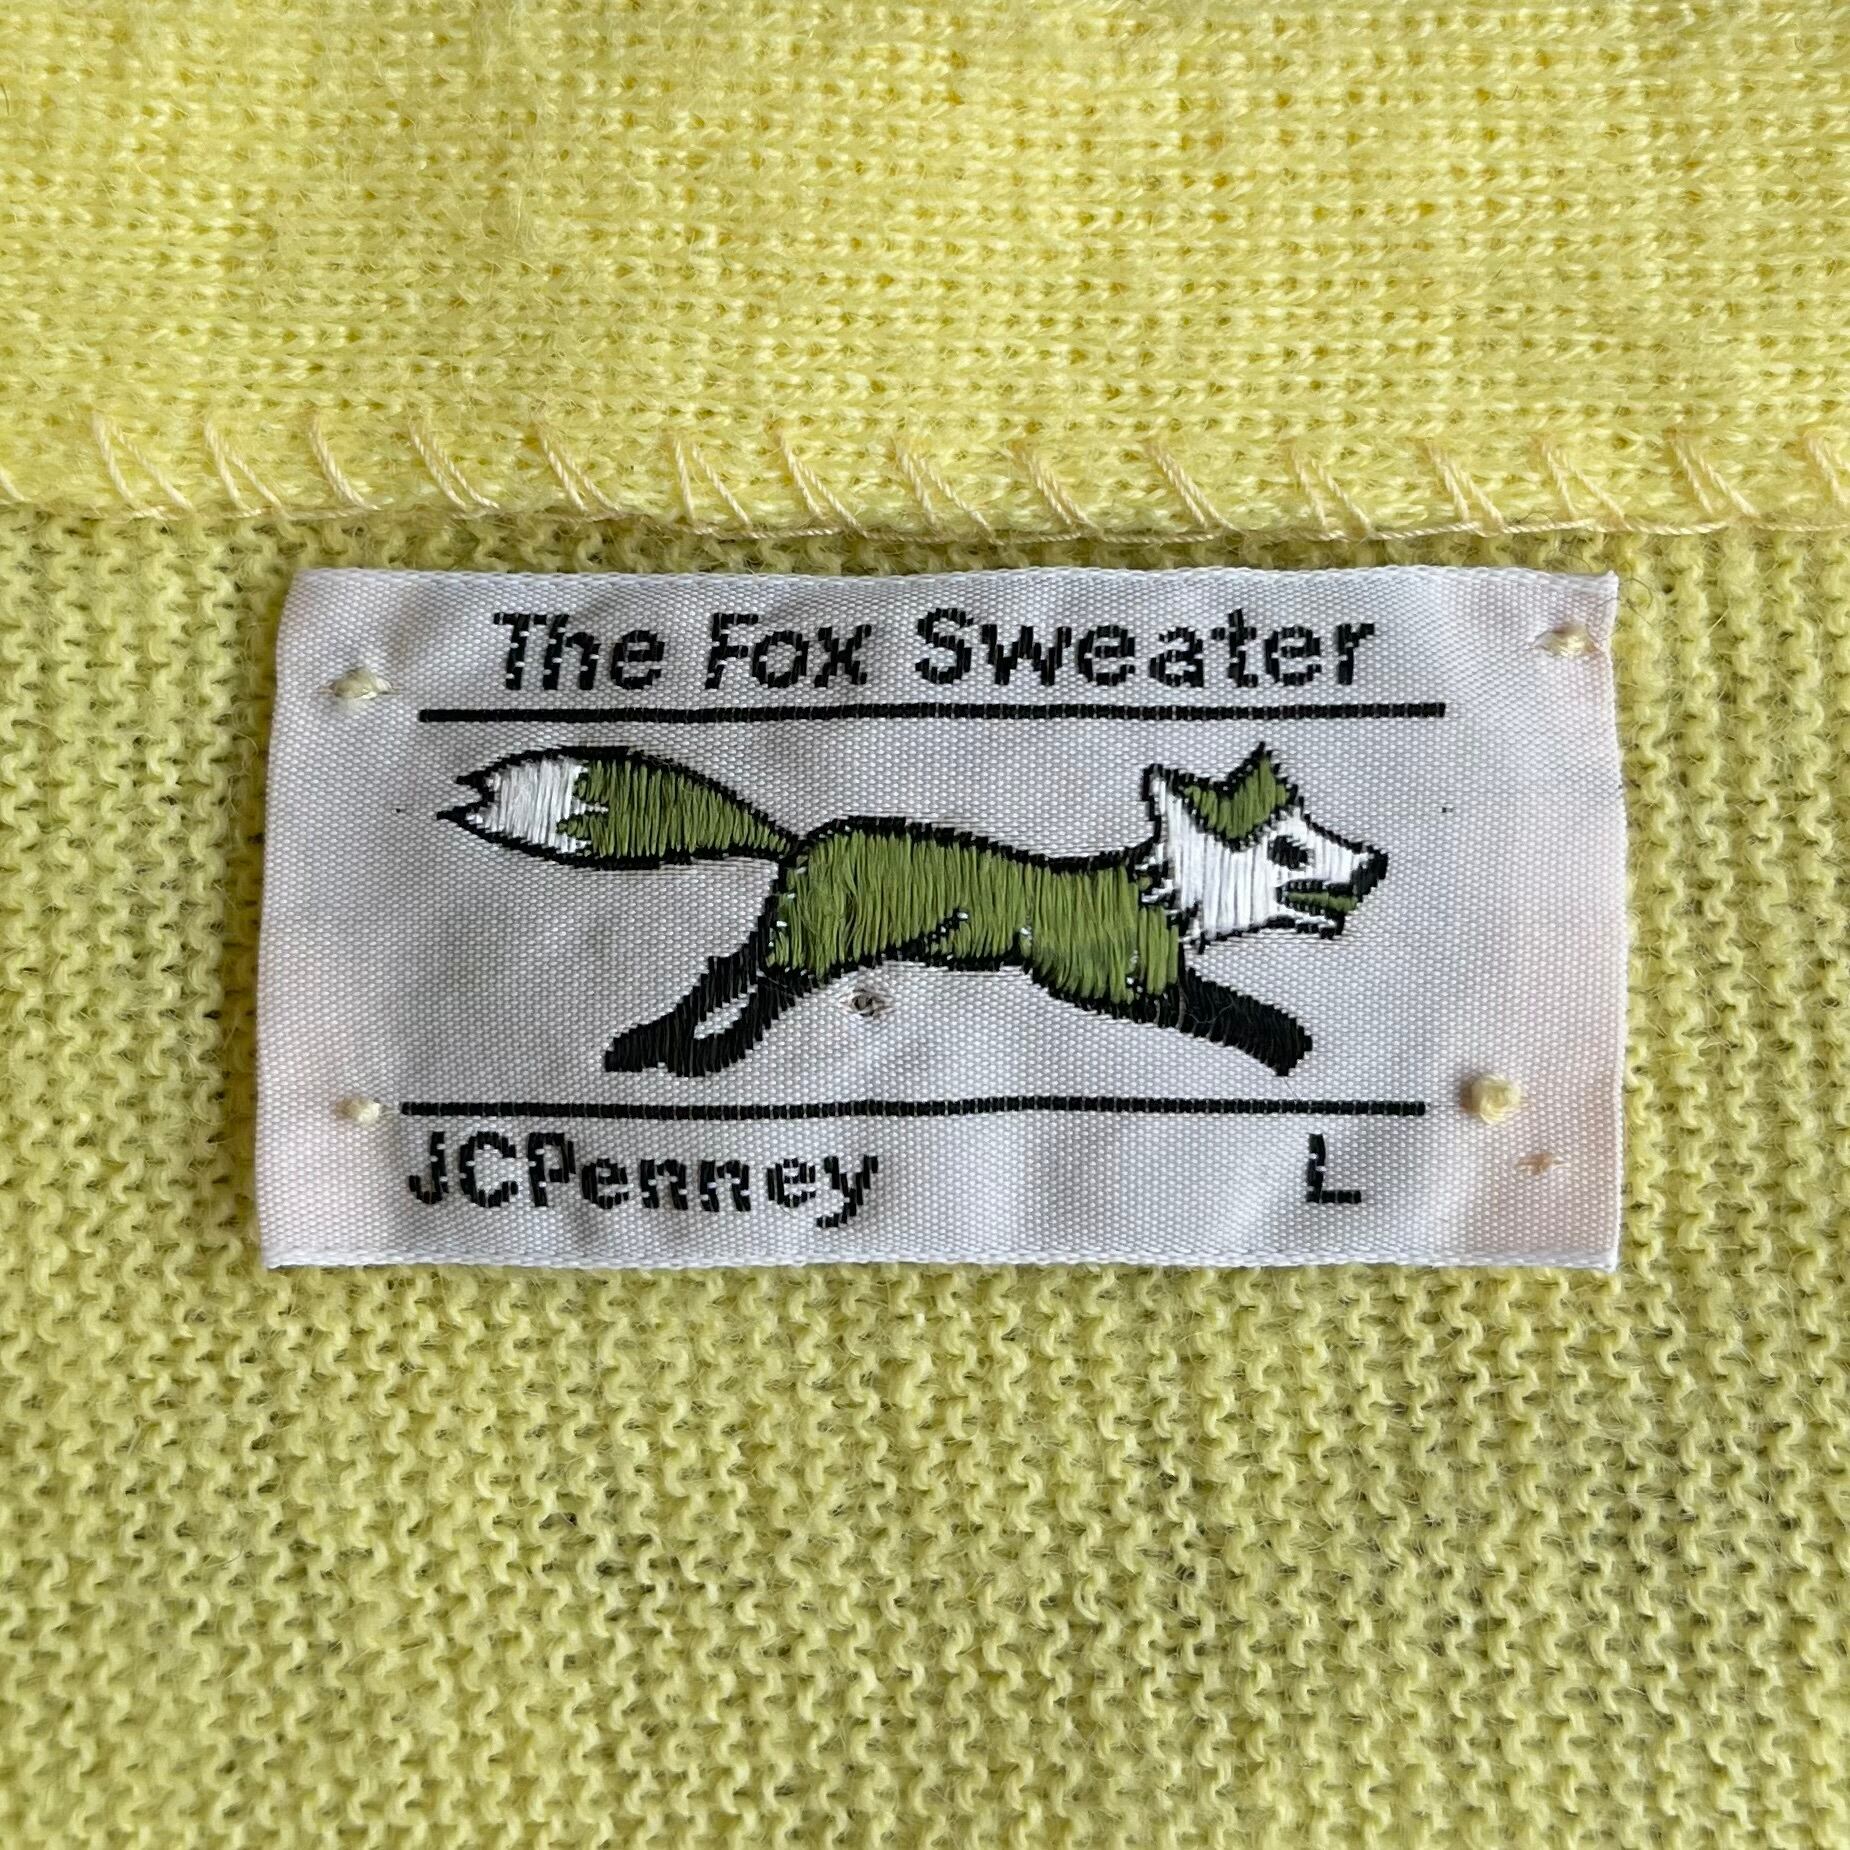 The Fox Sweater
JCPenney L